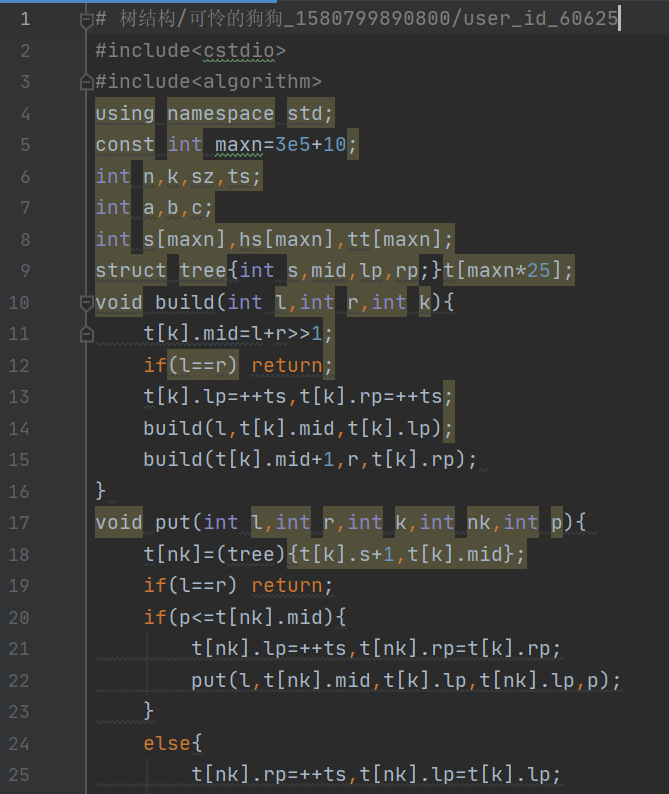 1 # 树结构/可怜的狗狗_1580799890800/user_id_60625
2 #include<cstdio>
3 #include<algorithm>
4 using namespace std;
5 const int maxn=3e5+10;
6 int n,k,sz,ts;
7 int a,b,c;
8 int s[maxn],hs[maxn],tt[maxn];
9 struct tree{int s,mid,lp,rp;}t[maxn*25];
10 void build(int l,int r,int k){
11     t[k].mid=l+r>>1;
12     if(l==r) return;
13     t[k].lp=++ts,t[k].rp=++ts;
14     build(l,t[k].mid,t[k].lp);
15     build(t[k].mid+1,r,t[k].rp);
16 }
17 void put(int l,int r,int k,int nk,int p){
18     t[nk]=(tree){t[k].s+1,t[k].mid};
19     if(l==r) return;
20     if(p<=t[nk].mid){
21         t[nk].lp=++ts,t[nk].rp=t[k].rp;
22         put(l,t[nk].mid,t[k].lp,t[nk].lp,p);
23     }
24     else{
25         t[nk].rp=++ts,t[nk].lp=t[k].lp;